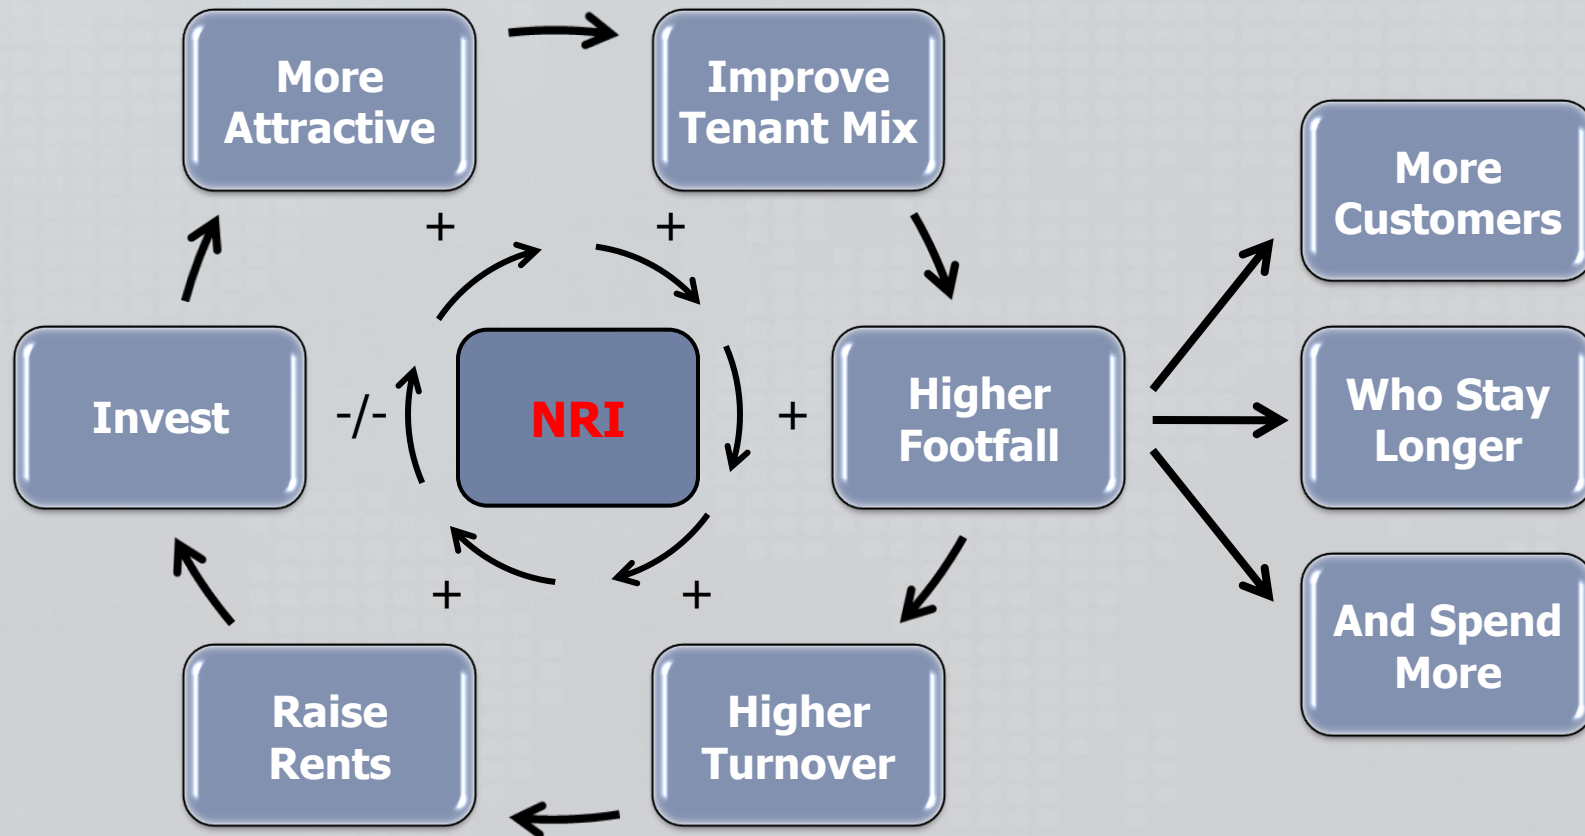 More
Attractive
Improve
Tenant Mix
More
Customers
+
+
Invest
-/-
NRI
+
Higher
Footfall
Who Stay
Longer
+
+
Raise
Rents
Higher
Turnover
And Spend
More